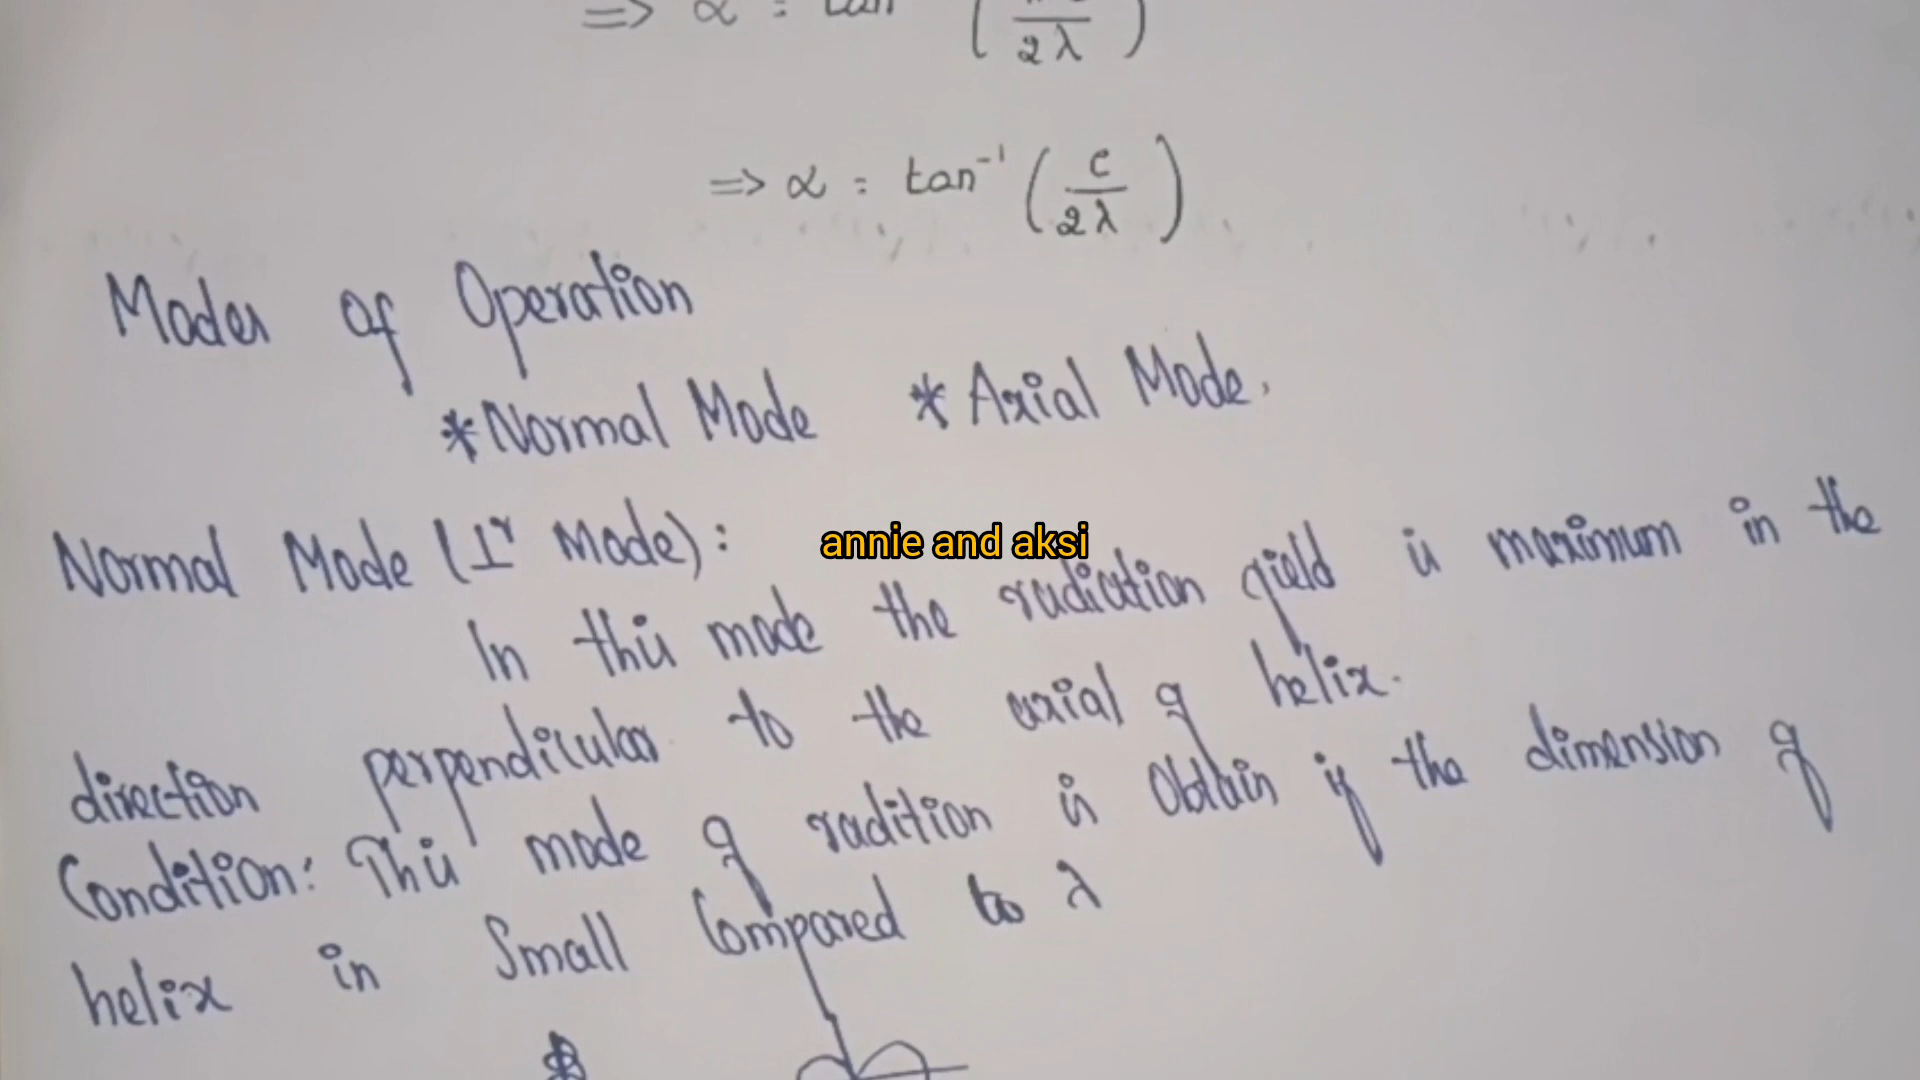 => α = tan ( / 2λ )
=> α = tan⁻¹ ( c / 2λ )
Modes of Operation
*Normal Mode *Axial Mode.
Normal Mode (⊥r Mode):
annie and aksi
In this mode the radiation field is maximum in the
direction perpendicular to the axial of helix.
Condition: This mode of radition is Obtain if the dimension of
helix in Small Compared to λ